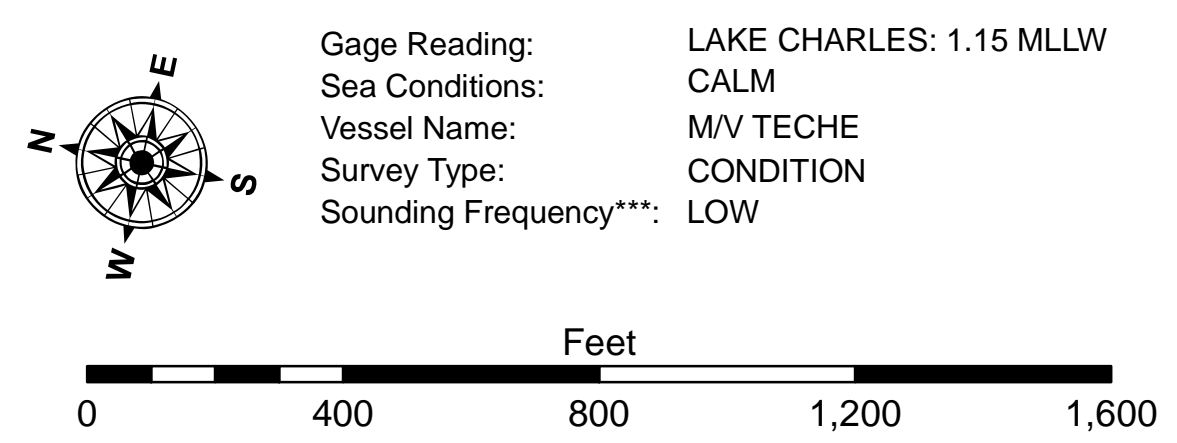 E
N
S
W
Gage Reading: LAKE CHARLES: 1.15 MLLW
Sea Conditions: CALM
Vessel Name: M/V TECHE
Survey Type: CONDITION
Sounding Frequency***: LOW
Feet
0 400 800 1,200 1,600